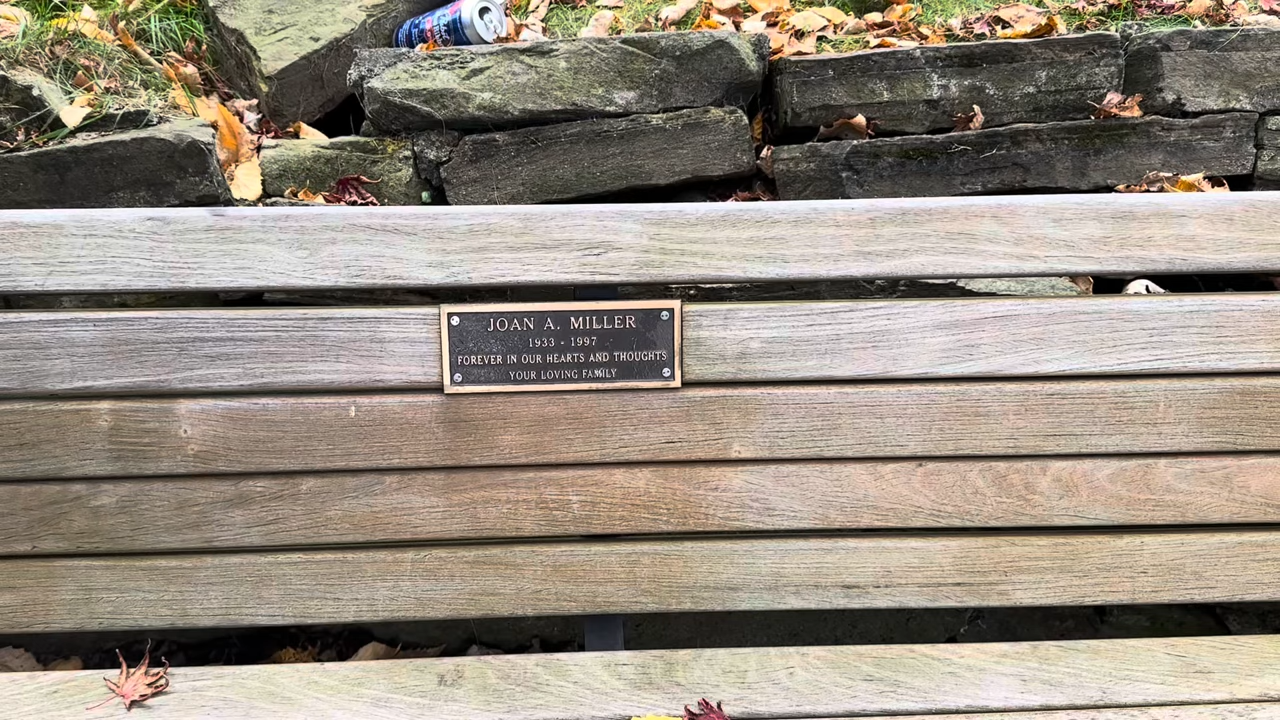 JOAN A. MILLER
1933 - 1997
FOREVER IN OUR HEARTS AND THOUGHTS
YOUR LOVING FAMILY